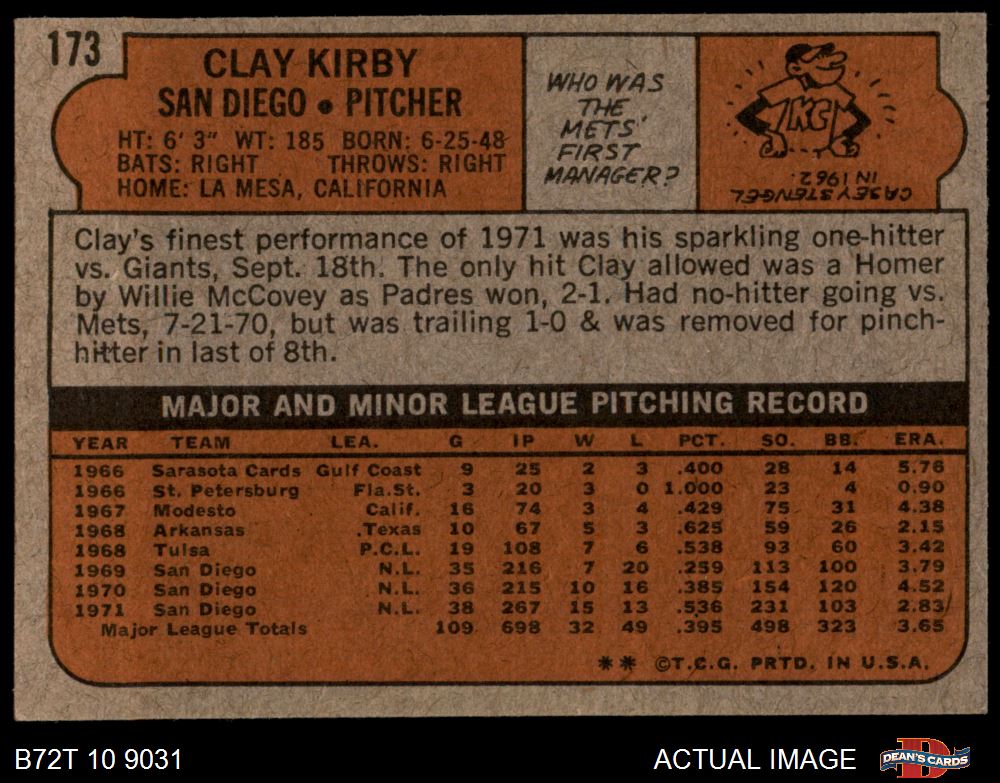 173
CLAY KIRBY
SAN DIEGO • PITCHER
HT: 6' 3" WT: 185 BORN: 6-25-48
BATS: RIGHT THROWS: RIGHT
HOME: LA MESA, CALIFORNIA
WHO WAS
THE
METS'
FIRST
MANAGER?
KC
CASEY STENGEL
IN 1962.
Clay's finest performance of 1971 was his sparkling one-hitter
vs. Giants, Sept. 18th. The only hit Clay allowed was a Homer
by Willie McCovey as Padres won, 2-1. Had no-hitter going vs.
Mets, 7-21-70, but was trailing 1-0 & was removed for pinch-
hitter in last of 8th.
MAJOR AND MINOR LEAGUE PITCHING RECORD
YEAR TEAM LEA. G IP W L PCT. SO. BB. ERA.
1966 Sarasota Cards Gulf Coast 9 25 2 3 .400 28 14 5.76
1966 St. Petersburg Fla.St. 3 20 3 0 1.000 23 4 0.90
1967 Modesto Calif. 16 74 3 4 .429 75 31 4.38
1968 Arkansas .Texas 10 67 5 3 .625 59 26 2.15
1968 Tulsa P.C.L. 19 108 7 6 .538 93 60 3.42
1969 San Diego N.L. 35 216 7 20 .259 113 100 3.79
1970 San Diego N.L. 36 215 10 16 .385 154 120 4.52
1971 San Diego N.L. 38 267 15 13 .536 231 103 2.83
Major League Totals 109 698 32 49 .395 498 323 3.65
** ©T.C.G. PRTD. IN U.S.A.
B72T 10 9031
ACTUAL IMAGE
DEAN'S CARDS